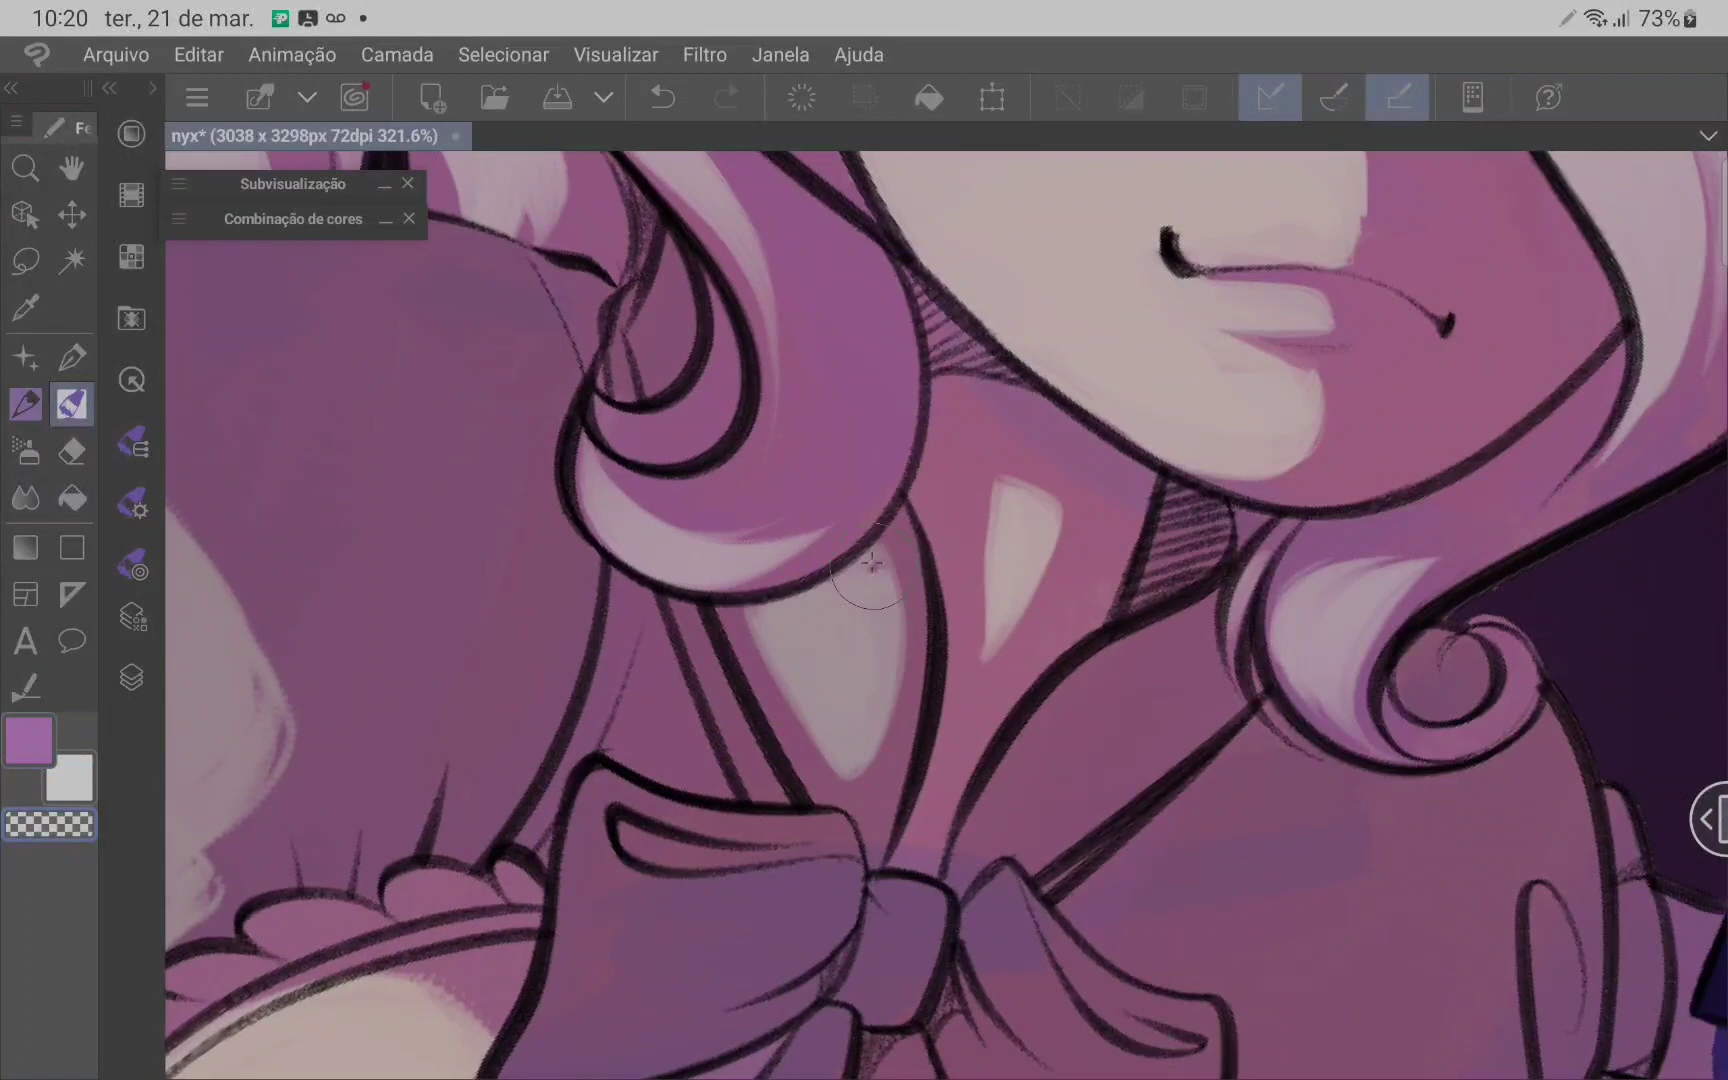 10:20 ter., 21 de mar. 73%
Arquivo Editar Animação Camada Selecionar Visualizar Filtro Janela Ajuda
Fe
nyx* (3038 x 3298px 72dpi 321.6%)
Subvisualização
Combinação de cores